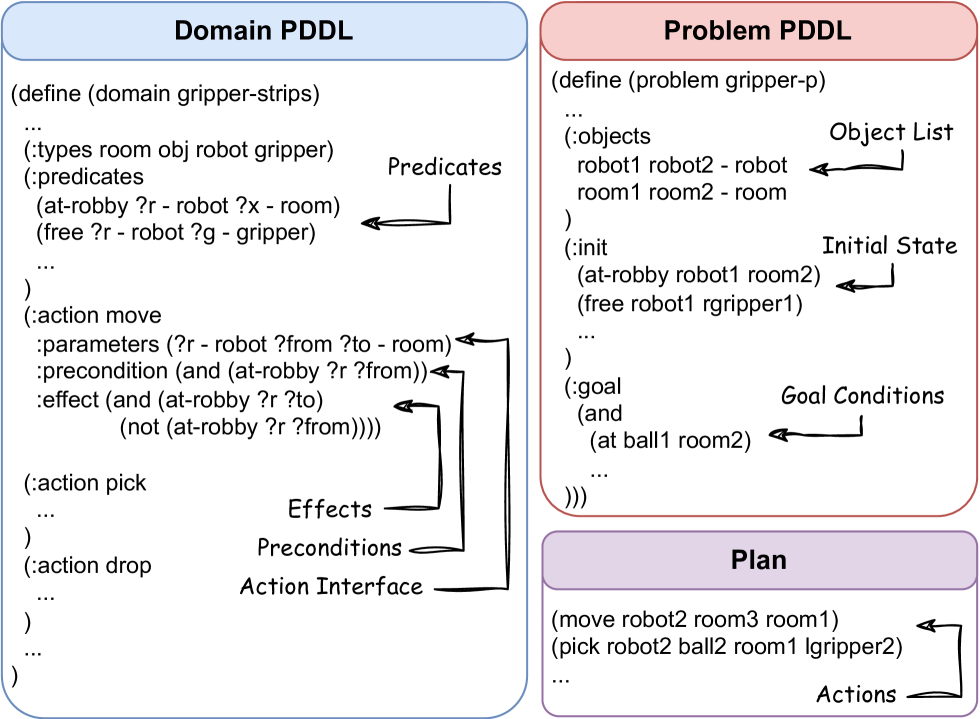 Domain PDDL
(define (domain gripper-strips)
...
(:types room obj robot gripper)
(:predicates
(at-robby ?r - robot ?x - room)
(free ?r - robot ?g - gripper)
...
)
(:action move
:parameters (?r - robot ?from ?to - room)
:precondition (and (at-robby ?r ?from))
:effect (and (at-robby ?r ?to)
(not (at-robby ?r ?from))))
(:action pick
...
)
(:action drop
...
)
...
)
Predicates
Effects
Preconditions
Action Interface
Problem PDDL
(define (problem gripper-p)
...
(:objects
robot1 robot2 - robot
room1 room2 - room
)
(:init
(at-robby robot1 room2)
(free robot1 rgripper1)
...
)
(:goal
(and
(at ball1 room2)
...
)))
Object List
Initial State
Goal Conditions
Plan
(move robot2 room3 room1)
(pick robot2 ball2 room1 lgripper2)
...
Actions